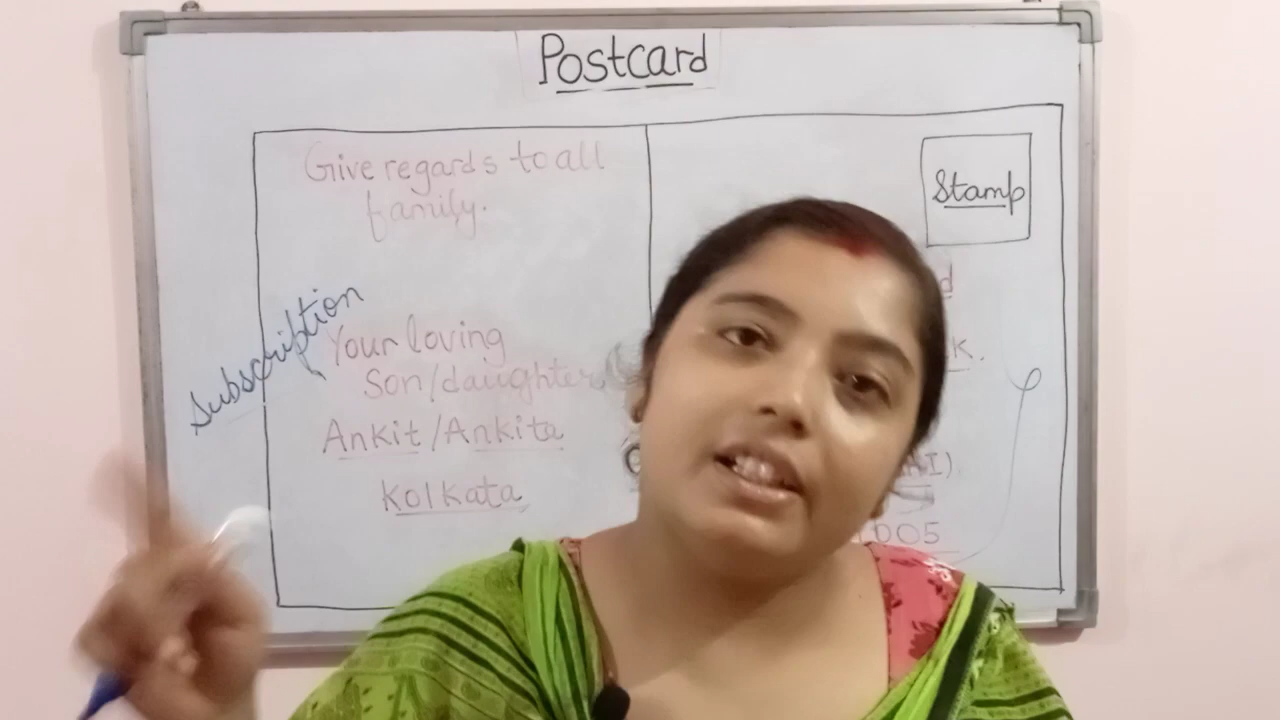 Postcard
Give regards to all
family.
Stamp
Subscription
Your loving
Son/daughter
Ankit/Ankita
Kolkata